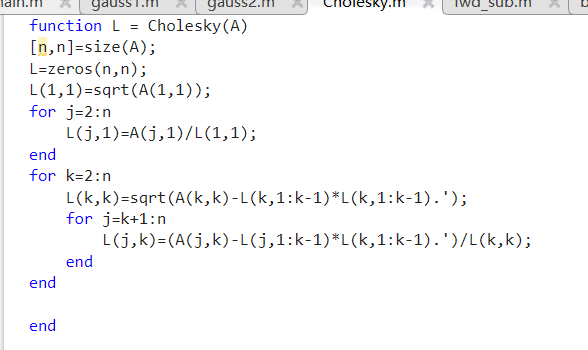 main.m gauss1.m gauss2.m Cholesky.m fwd_sub.m b
function L = Cholesky(A)
[n,n]=size(A);
L=zeros(n,n);
L(1,1)=sqrt(A(1,1));
for j=2:n
    L(j,1)=A(j,1)/L(1,1);
end
for k=2:n
    L(k,k)=sqrt(A(k,k)-L(k,1:k-1)*L(k,1:k-1).');
    for j=k+1:n
        L(j,k)=(A(j,k)-L(j,1:k-1)*L(k,1:k-1).')/L(k,k);
    end
end
end